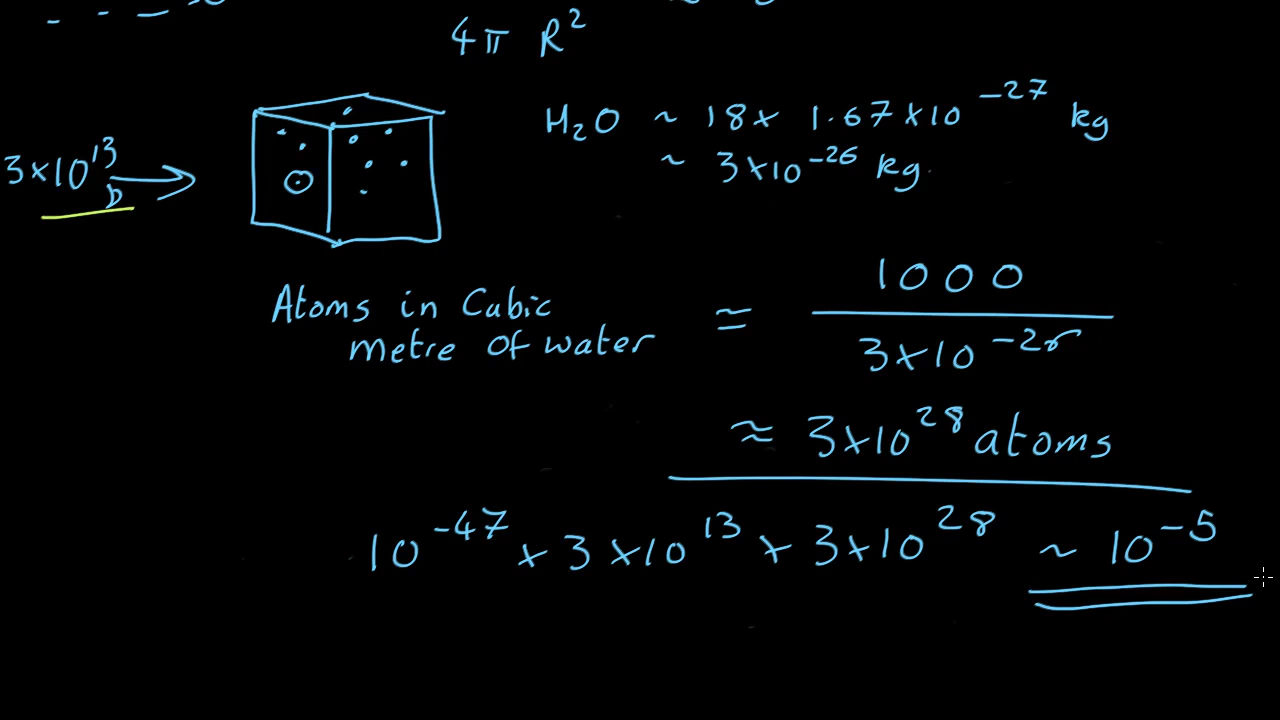 4π R²
H₂O ~ 18× 1.67×10⁻²⁷ kg
~ 3×10⁻²⁶ kg.
3×10¹³
Atoms in Cubic
metre of water
≃ 1000
3×10⁻²⁶
≈ 3×10²⁸ atoms
10⁻⁴⁷ × 3×10¹³ × 3×10²⁸ ~ 10⁻⁵